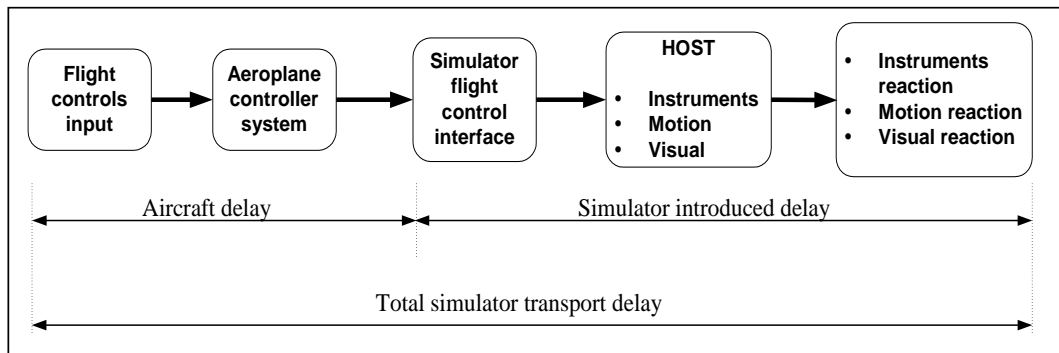 Flight
controls
input
Aeroplane
controller
system
Simulator
flight
control
interface
HOST
• Instruments
• Motion
• Visual
• Instruments
reaction
• Motion reaction
• Visual reaction
Aircraft delay
Simulator introduced delay
Total simulator transport delay